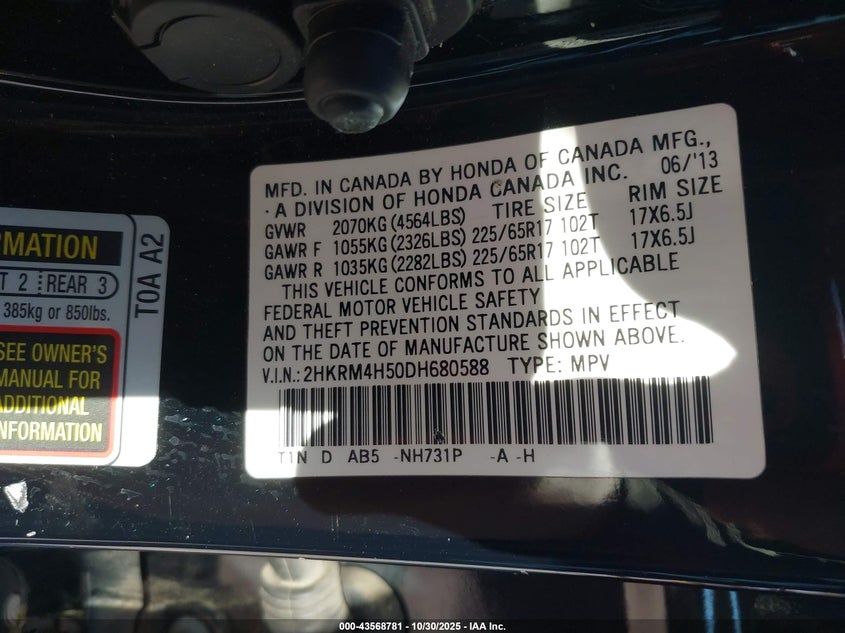 RMATION
T 2 REAR 3
385kg or 850lbs.
SEE OWNER'S
MANUAL FOR
ADDITIONAL
INFORMATION
T0A A2
MFD. IN CANADA BY HONDA OF CANADA MFG.,
A DIVISION OF HONDA CANADA INC. 06/'13
TIRE SIZE RIM SIZE
GVWR 2070KG(4564LBS)
GAWR F 1055KG(2326LBS) 225/65R17 102T 17X6.5J
GAWR R 1035KG(2282LBS) 225/65R17 102T 17X6.5J
THIS VEHICLE CONFORMS TO ALL APPLICABLE
FEDERAL MOTOR VEHICLE SAFETY
AND THEFT PREVENTION STANDARDS IN EFFECT
ON THE DATE OF MANUFACTURE SHOWN ABOVE.
V.I.N.: 2HKRM4H50DH680588 TYPE: MPV
T1N D AB5 -NH731P -A -H
000-43568781 - 10/30/2025 - IAA Inc.